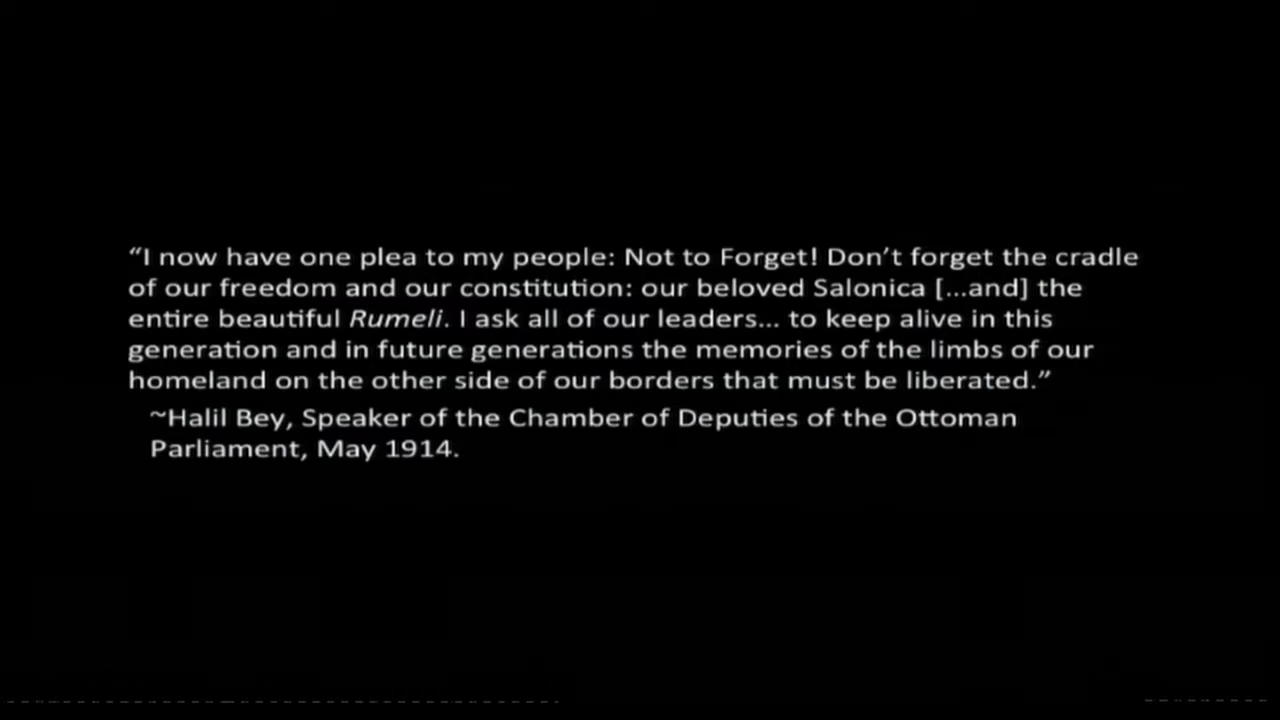 “I now have one plea to my people: Not to Forget! Don’t forget the cradle
of our freedom and our constitution: our beloved Salonica […and] the
entire beautiful Rumeli. I ask all of our leaders… to keep alive in this
generation and in future generations the memories of the limbs of our
homeland on the other side of our borders that must be liberated.”
~Halil Bey, Speaker of the Chamber of Deputies of the Ottoman
Parliament, May 1914.